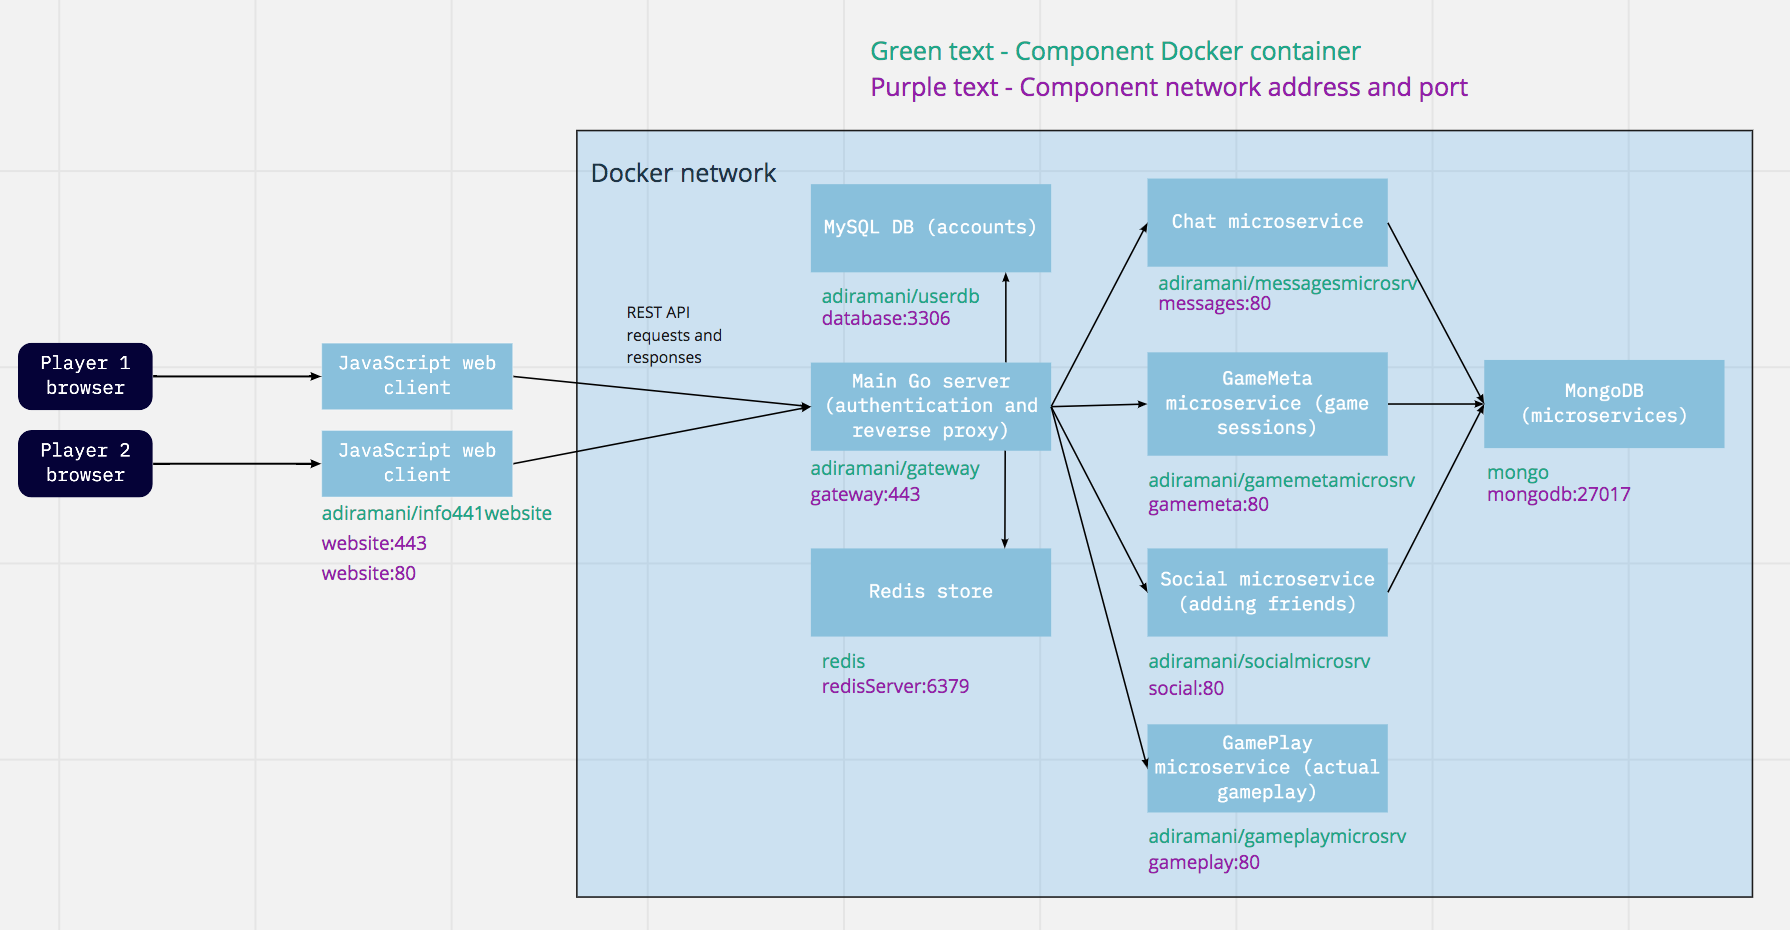 Green text - Component Docker container
Purple text - Component network address and port
Docker network
Player 1
browser
Player 2
browser
JavaScript web
client
JavaScript web
client
adiramani/info441website
website:443
website:80
REST API
requests and
responses
MySQL DB (accounts)
adiramani/userdb
database:3306
Main Go server
(authentication and
reverse proxy)
adiramani/gateway
gateway:443
Redis store
redis
redisServer:6379
Chat microservice
adiramani/messagesmicrosrv
messages:80
GameMeta
microservice (game
sessions)
adiramani/gamemetamicrosrv
gamemeta:80
Social microservice
(adding friends)
adiramani/socialmicrosrv
social:80
GamePlay
microservice (actual
gameplay)
adiramani/gameplaymicrosrv
gameplay:80
MongoDB
(microservices)
mongo
mongodb:27017